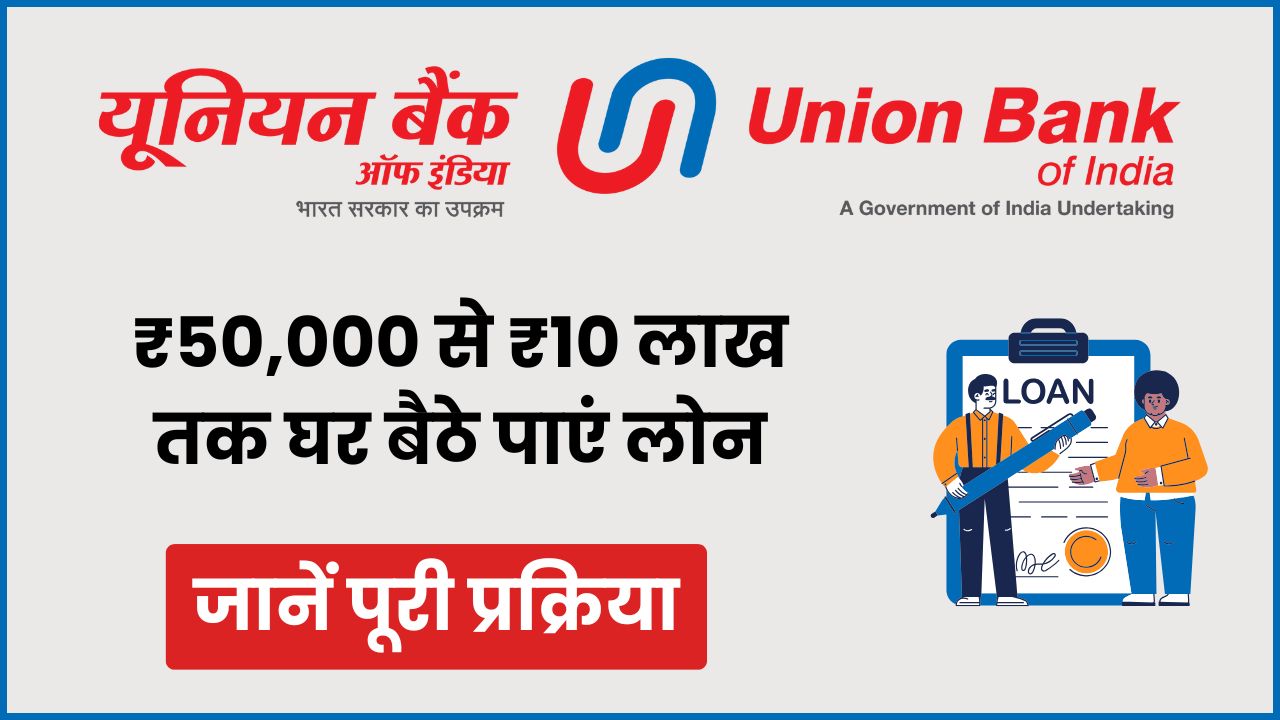 यूनियन बैंक
ऑफ इंडिया
भारत सरकार का उपक्रम
Union Bank
of India
A Government of India Undertaking
₹50,000 से ₹10 लाख
तक घर बैठे पाएं लोन
जानें पूरी प्रक्रिया
LOAN